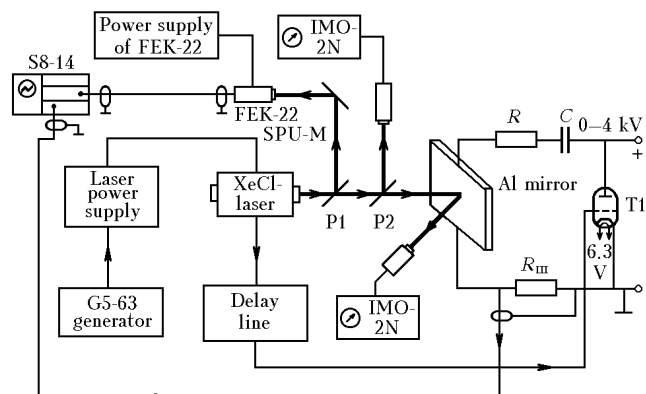 Power supply
of FEK-22
IMO-
2N
S8-14
FEK-22
SPU-M
R
C
0–4 kV
+
Laser
power
supply
XeCl-
laser
P1
P2
Al mirror
T1
6.3
V
R_Ш
G5-63
generator
Delay
line
IMO-
2N